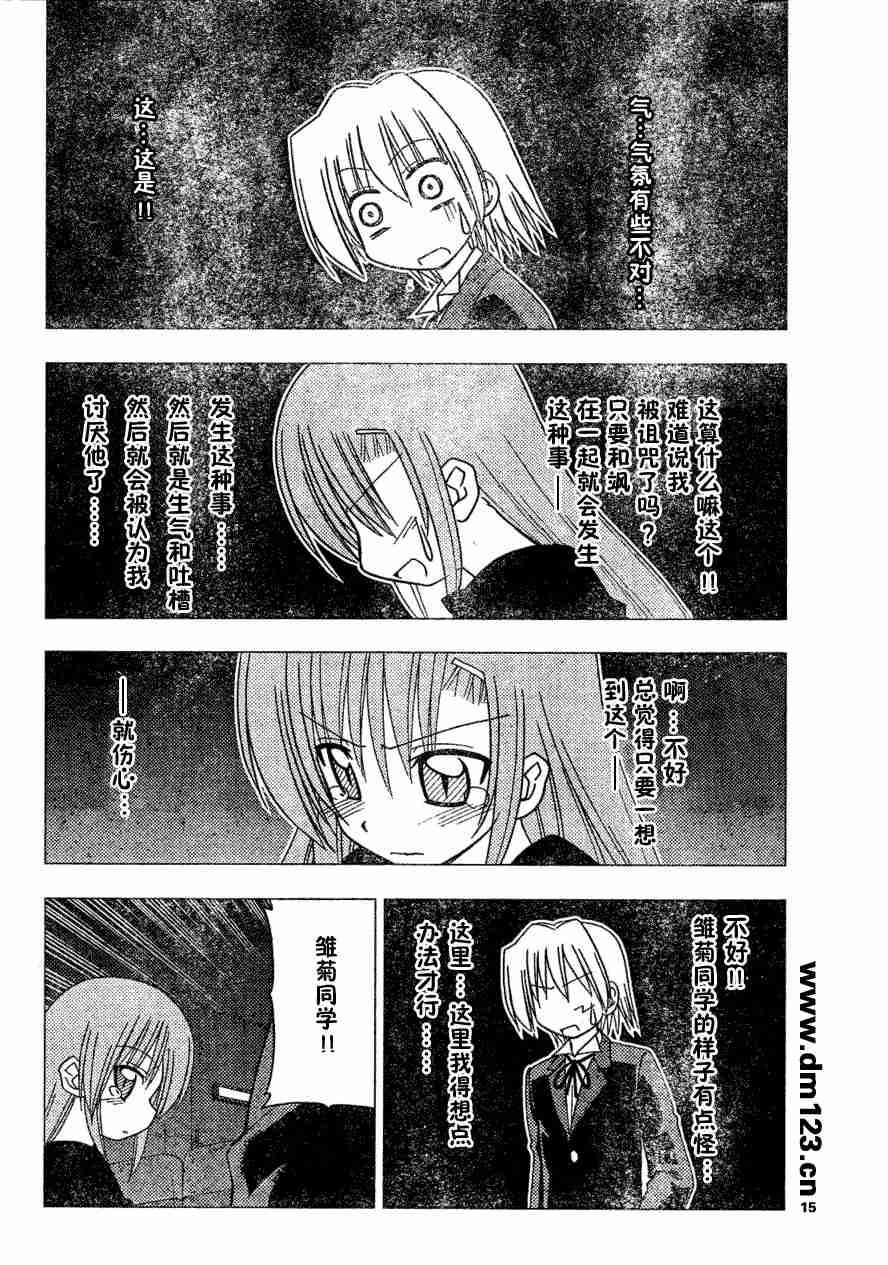 气…气氛有些不对…
这…这是!!
这算什么嘛这个!!
难道说我
被诅咒了吗？
只要和飒
在一起就会发生
这种事——
发生这种事……
然后就是生气和吐槽
然后就会被认为我
讨厌他了……
啊…不好
总觉得只要一想
到这个——
——就伤心…
不好!!
雏菊同学的样子有点怪…
这里…这里我得想点
办法才行……
雏菊同学!!
www.dm123.cn
15